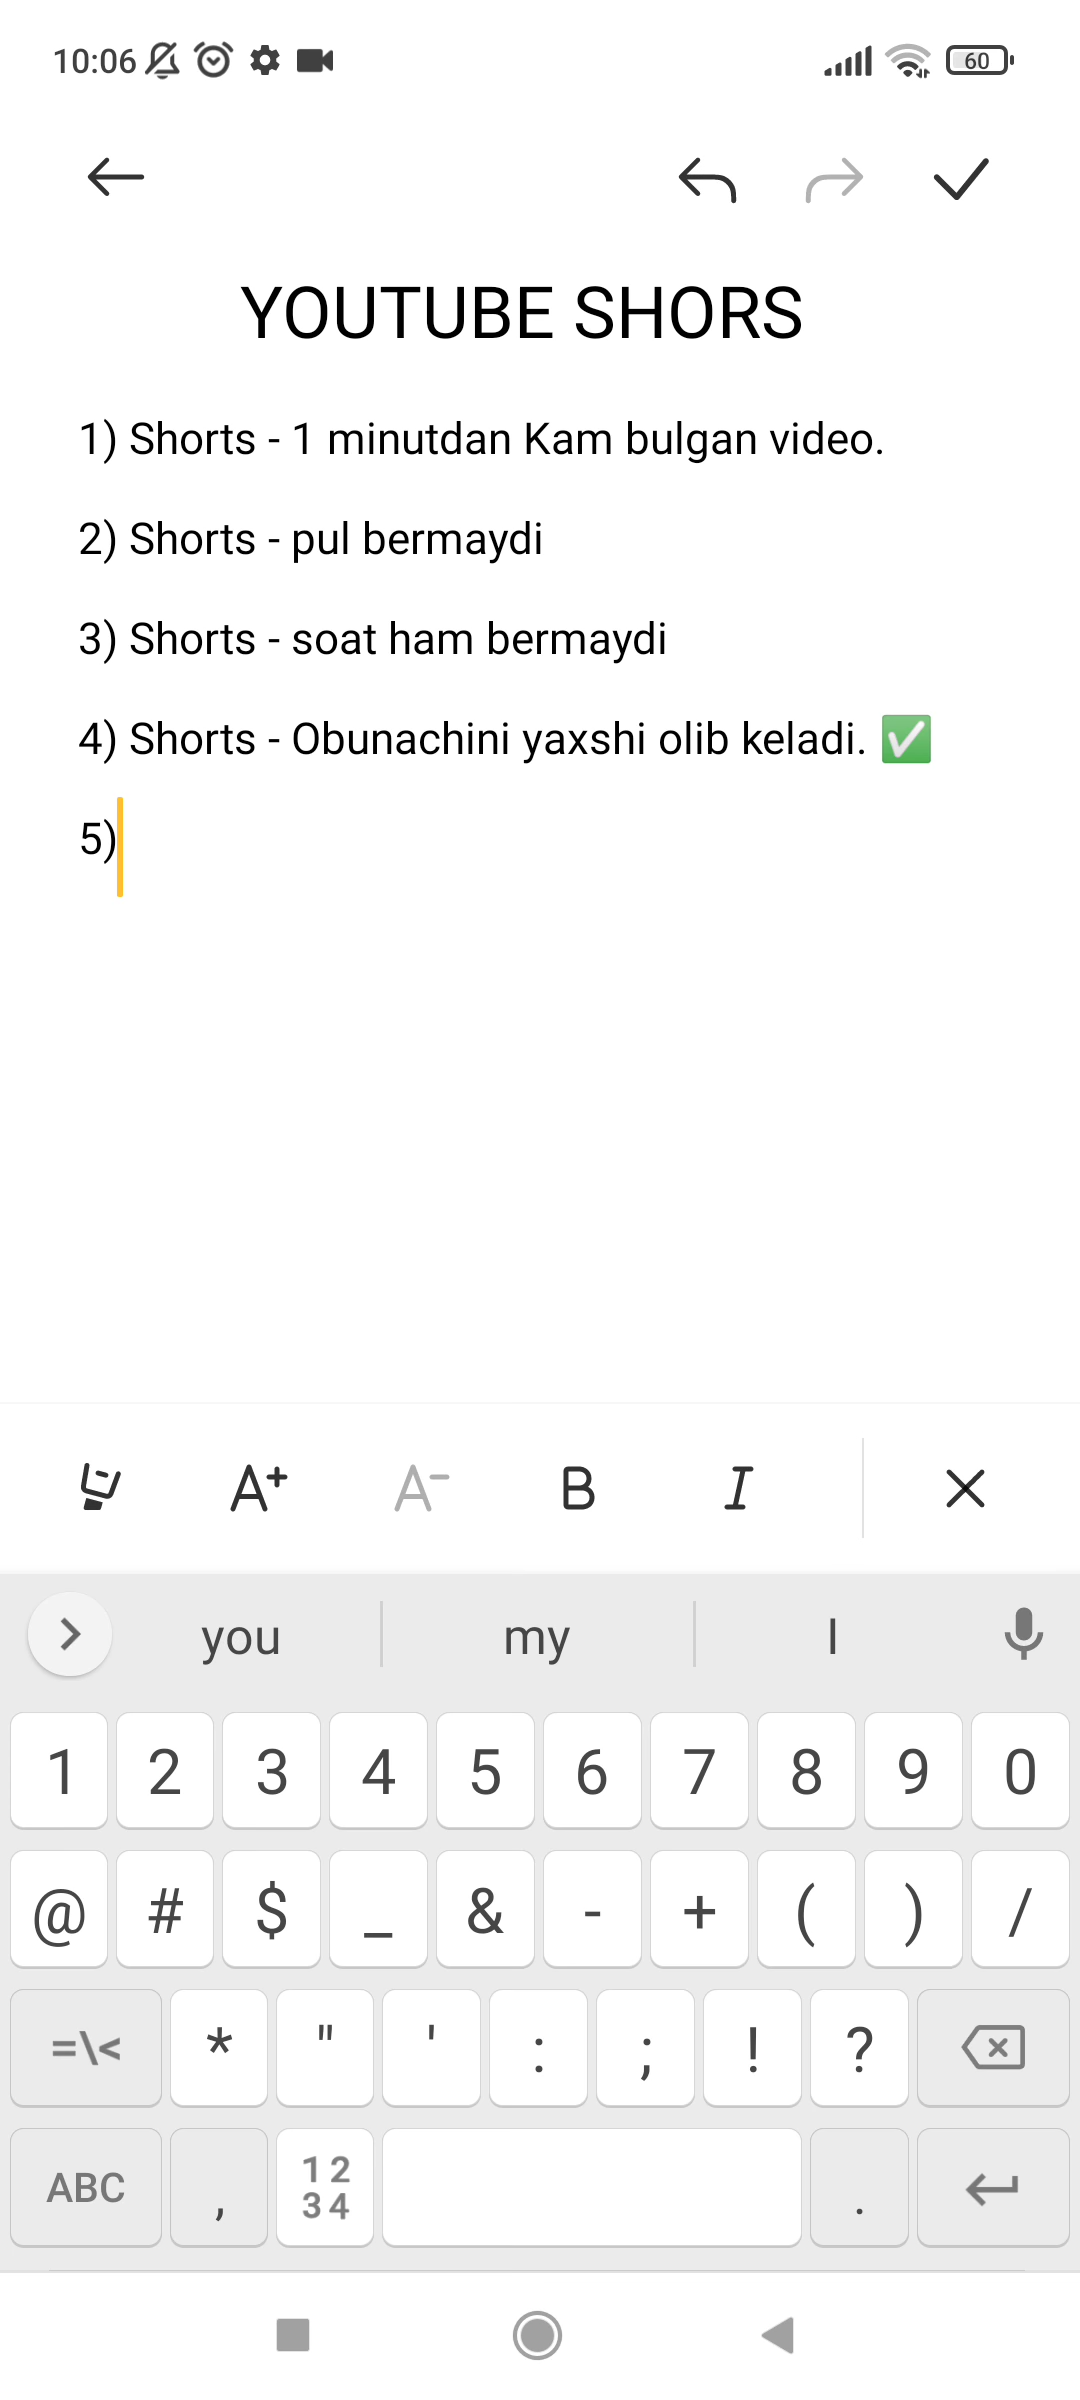 10:06
60
YOUTUBE SHORS
1) Shorts - 1 minutdan Kam bulgan video.
2) Shorts - pul bermaydi
3) Shorts - soat ham bermaydi
4) Shorts - Obunachini yaxshi olib keladi. ✅
5)
A+ A- B I
you my I
1 2 3 4 5 6 7 8 9 0
@ # $ _ & - + ( ) /
=\< * " ' : ; ! ?
ABC , 12 .
34